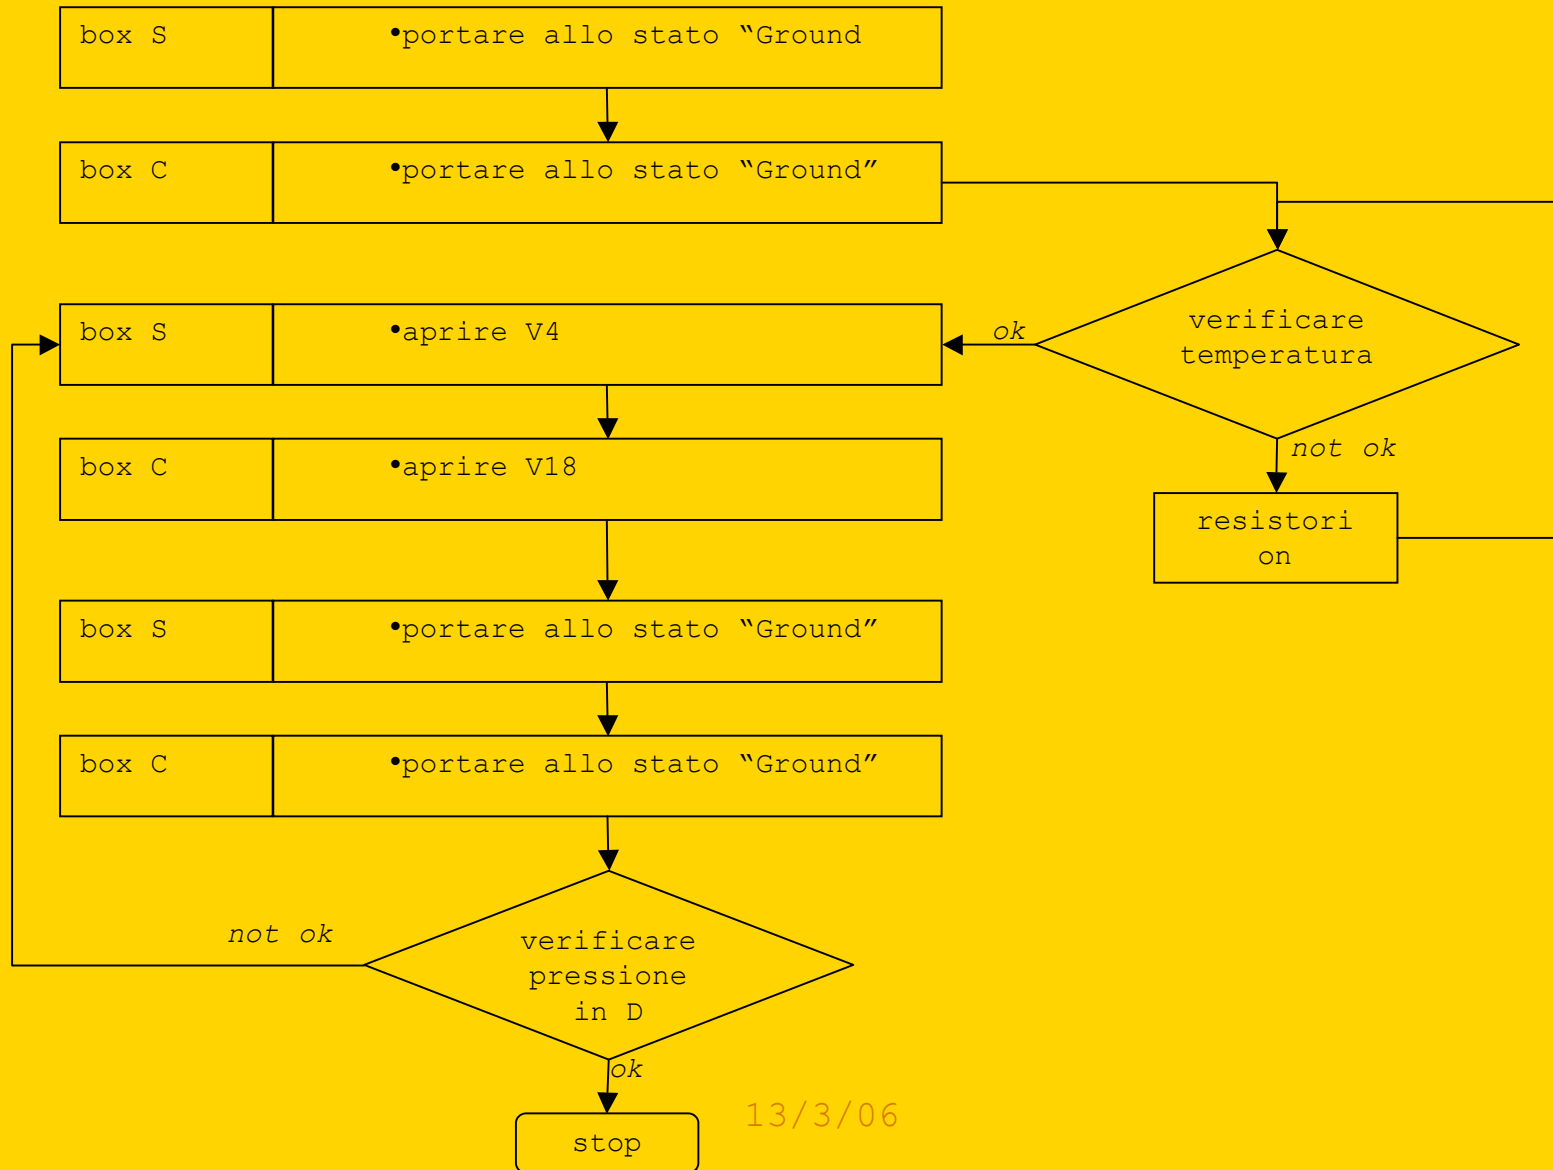 box S •portare allo stato “Ground
box C •portare allo stato “Ground”
box S •aprire V4
ok
verificare
temperatura
box C •aprire V18
not ok
resistori
on
box S •portare allo stato “Ground”
box C •portare allo stato “Ground”
not ok
verificare
pressione
in D
ok
stop
13/3/06